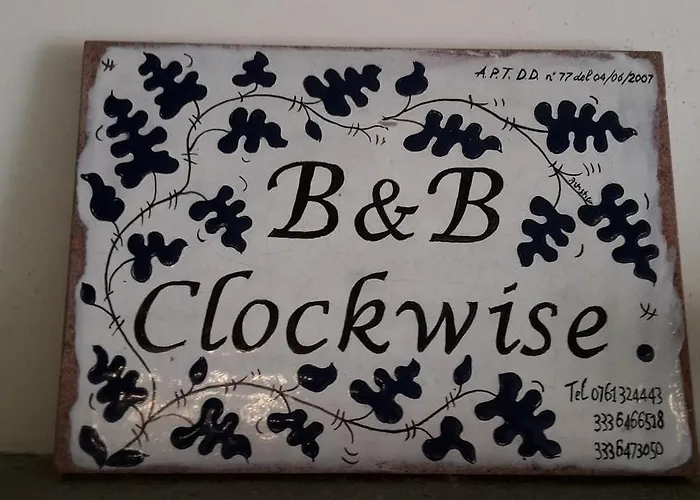 A.P.T. D.D. n° 77 del 04/06/2007
B&B
Clockwise
Tel 0761324443
3336466518
3336473050